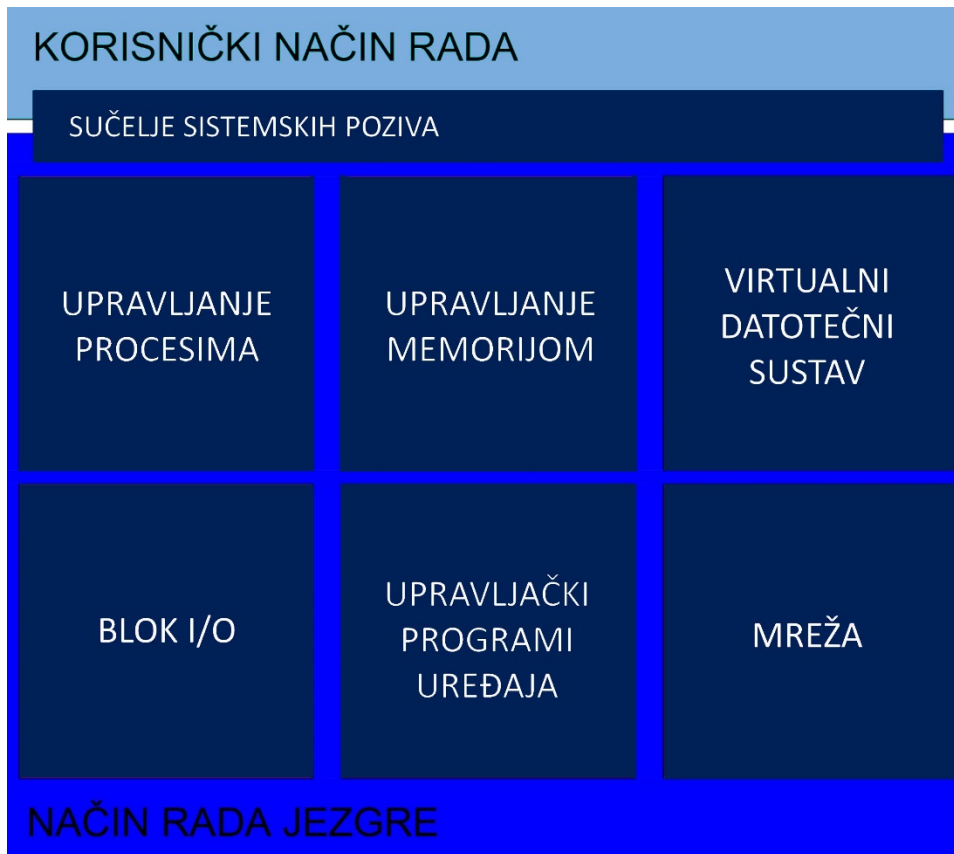 KORISNIČKI NAČIN RADA
SUČELJE SISTEMSKIH POZIVA
UPRAVLJANJE
PROCESIMA
UPRAVLJANJE
MEMORIJOM
VIRTUALNI
DATOTEČNI
SUSTAV
BLOK I/O
UPRAVLJAČKI
PROGRAMI
UREĐAJA
MREŽA
NAČIN RADA JEZGRE